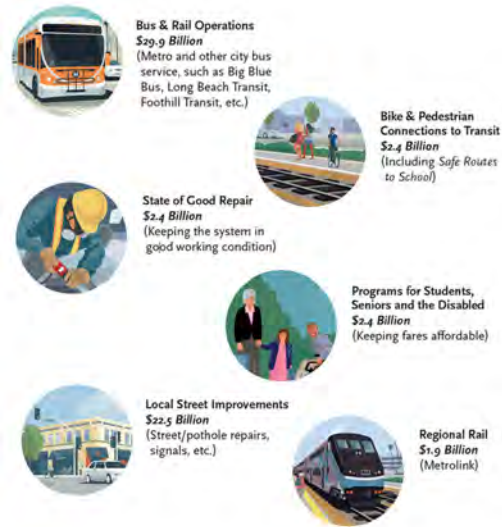 Bus & Rail Operations
$29.9 Billion
(Metro and other city bus
service, such as Big Blue
Bus, Long Beach Transit,
Foothill Transit, etc.)
Bike & Pedestrian
Connections to Transit
$2.4 Billion
(Including Safe Routes
to School)
State of Good Repair
$2.4 Billion
(Keeping the system in
good working condition)
Programs for Students,
Seniors and the Disabled
$2.4 Billion
(Keeping fares affordable)
Local Street Improvements
$22.5 Billion
(Street/pothole repairs,
signals, etc.)
Regional Rail
$1.9 Billion
(Metrolink)